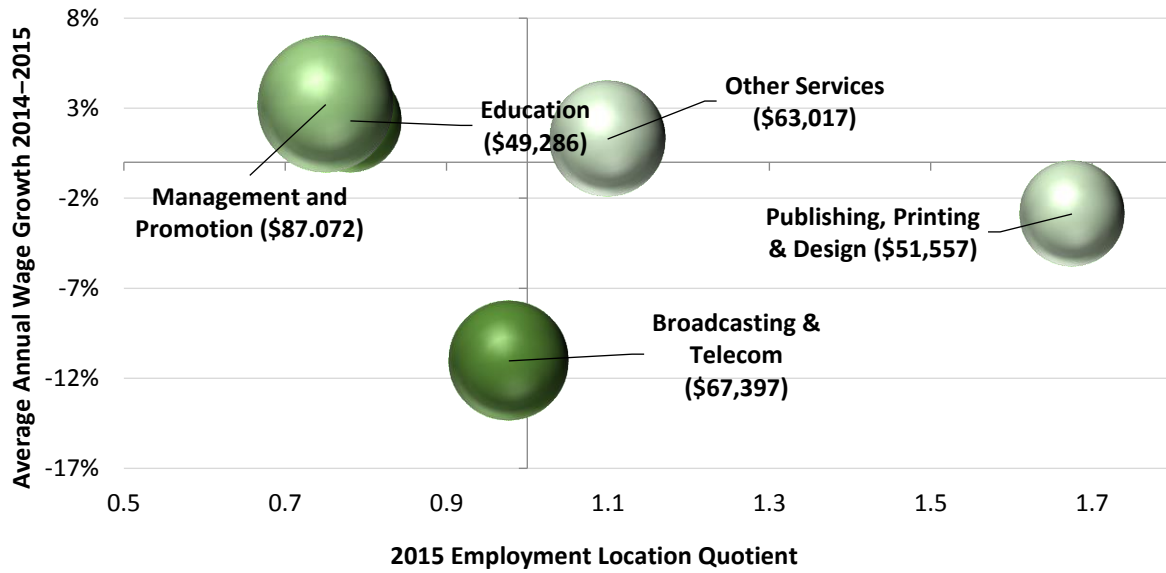 Average Annual Wage Growth 2014–2015
8%
3%
-2%
-7%
-12%
-17%
Education
($49,286)
Other Services
($63,017)
Management and
Promotion ($87.072)
Publishing, Printing
& Design ($51,557)
Broadcasting &
Telecom
($67,397)
0.5 0.7 0.9 1.1 1.3 1.5 1.7
2015 Employment Location Quotient